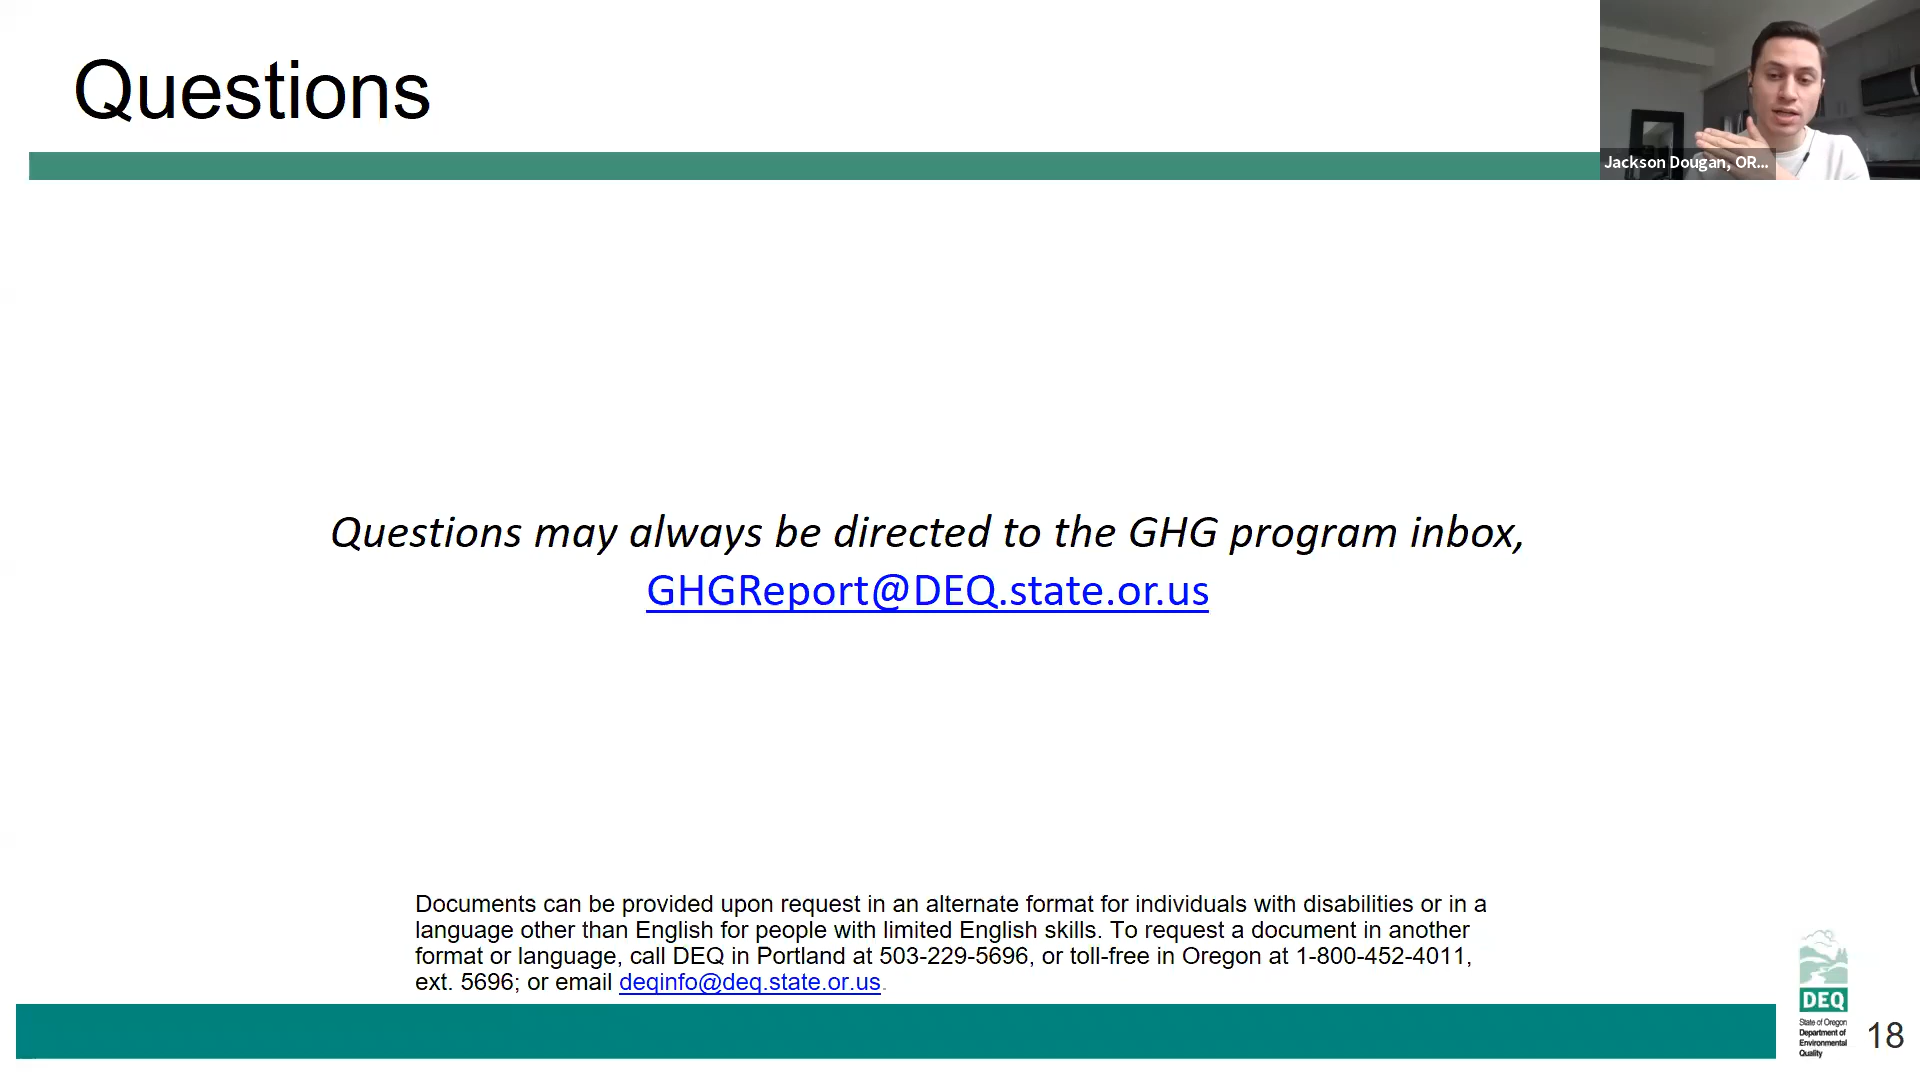 Questions
Jackson Dougan, OR...
Questions may always be directed to the GHG program inbox,
GHGReport@DEQ.state.or.us
Documents can be provided upon request in an alternate format for individuals with disabilities or in a
language other than English for people with limited English skills. To request a document in another
format or language, call DEQ in Portland at 503-229-5696, or toll-free in Oregon at 1-800-452-4011,
ext. 5696; or email deqinfo@deq.state.or.us.
DEQ
State of Oregon
Department of
Environmental
Quality
18